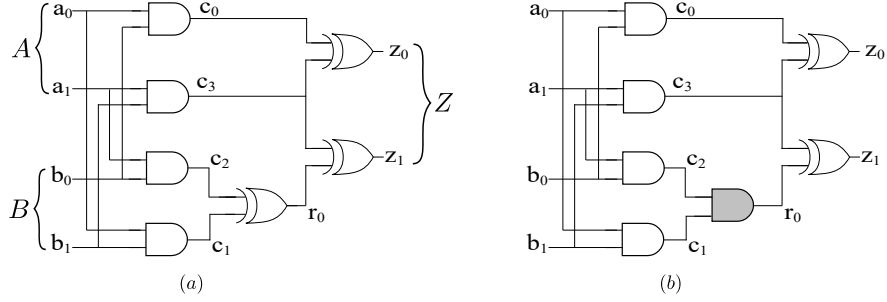 A
a₀
a₁
B
b₀
b₁
c₀
c₃
c₂
c₁
r₀
z₀
z₁
Z
(a)
a₀
a₁
b₀
b₁
c₀
c₃
c₂
c₁
r₀
z₀
z₁
(b)